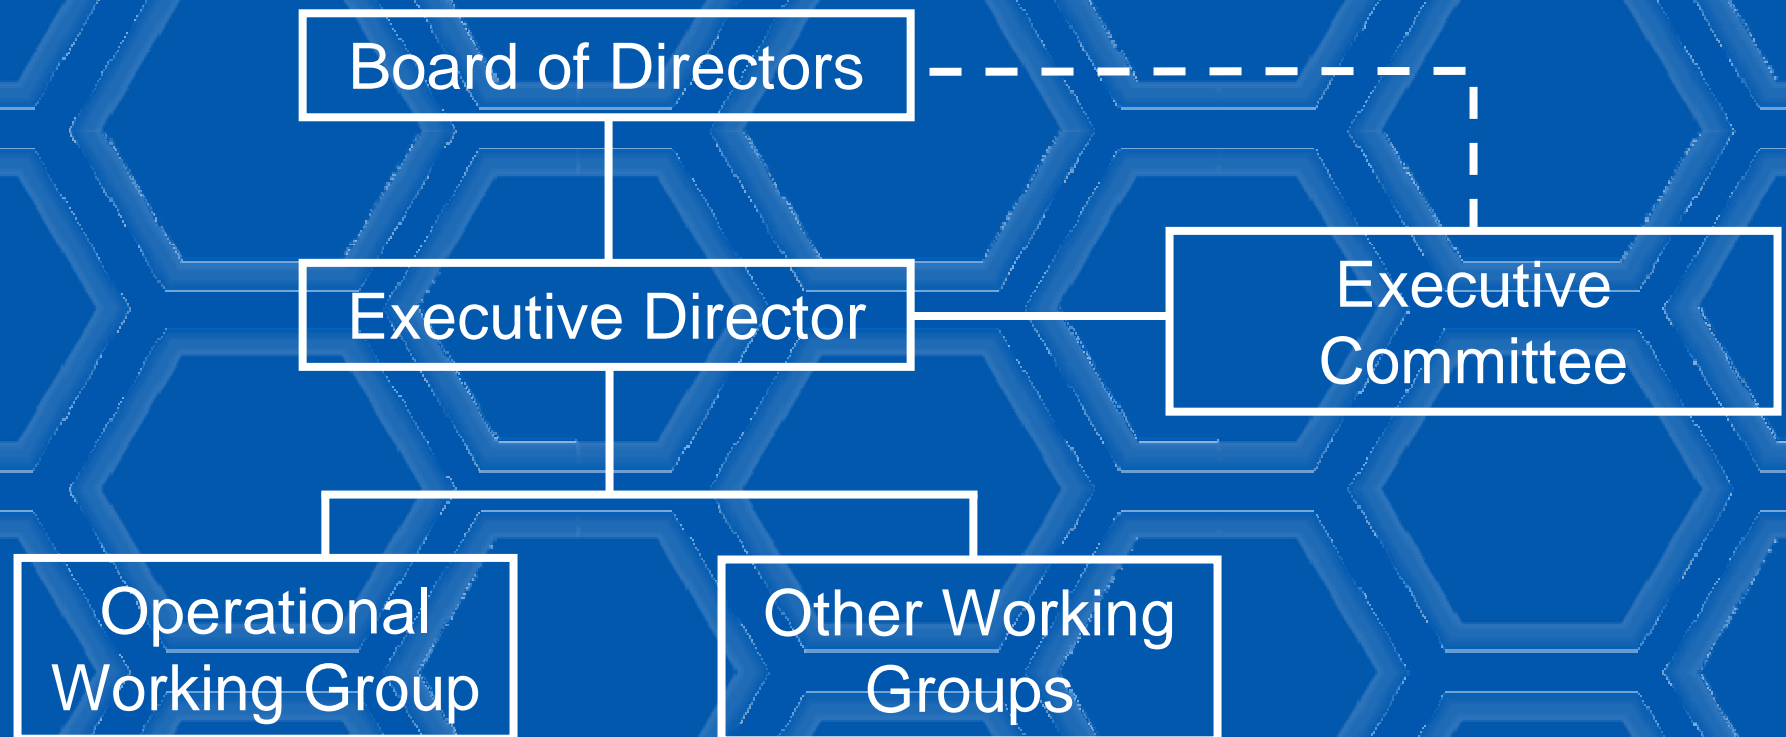 Board of Directors
Executive Director
Executive
Committee
Operational
Working Group
Other Working
Groups